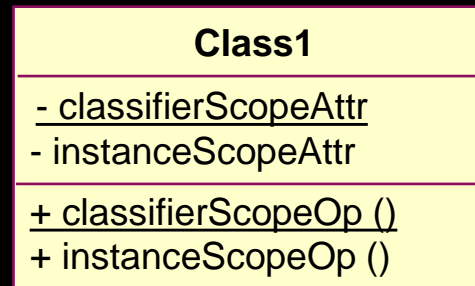 Class1
- classifierScopeAttr
- instanceScopeAttr
+ classifierScopeOp ()
+ instanceScopeOp ()